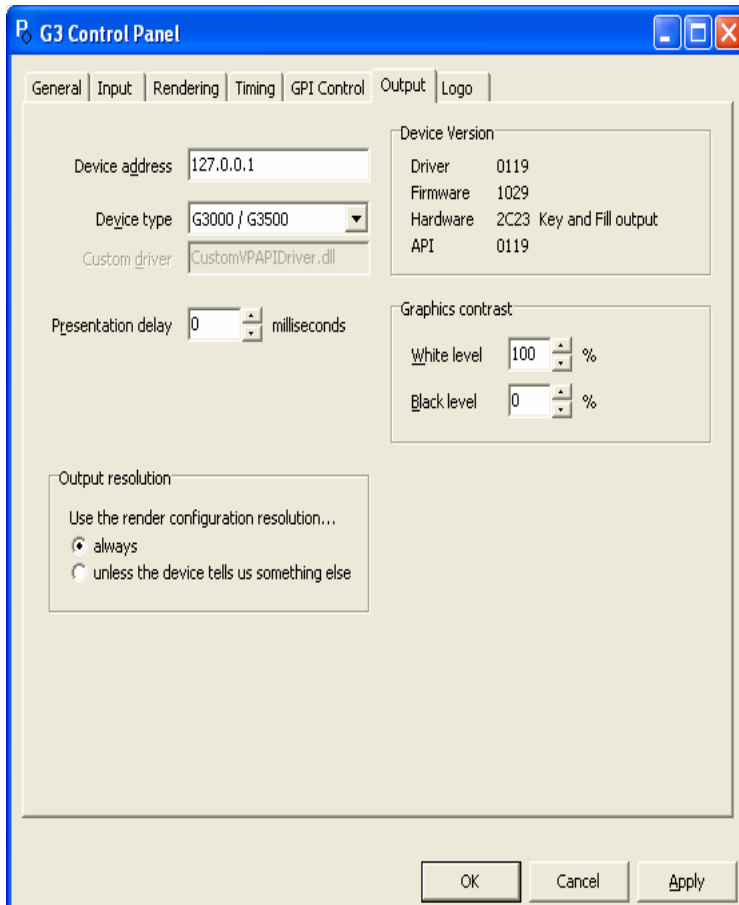 G3 Control Panel
General Input Rendering Timing GPI Control Output Logo
Device address 127.0.0.1
Device type G3000 / G3500
Custom driver CustomVPAPIDriver.dll
Presentation delay 0 milliseconds
Device Version
Driver 0119
Firmware 1029
Hardware 2C23 Key and Fill output
API 0119
Graphics contrast
White level 100 %
Black level 0 %
Output resolution
Use the render configuration resolution...
always
unless the device tells us something else
OK Cancel Apply